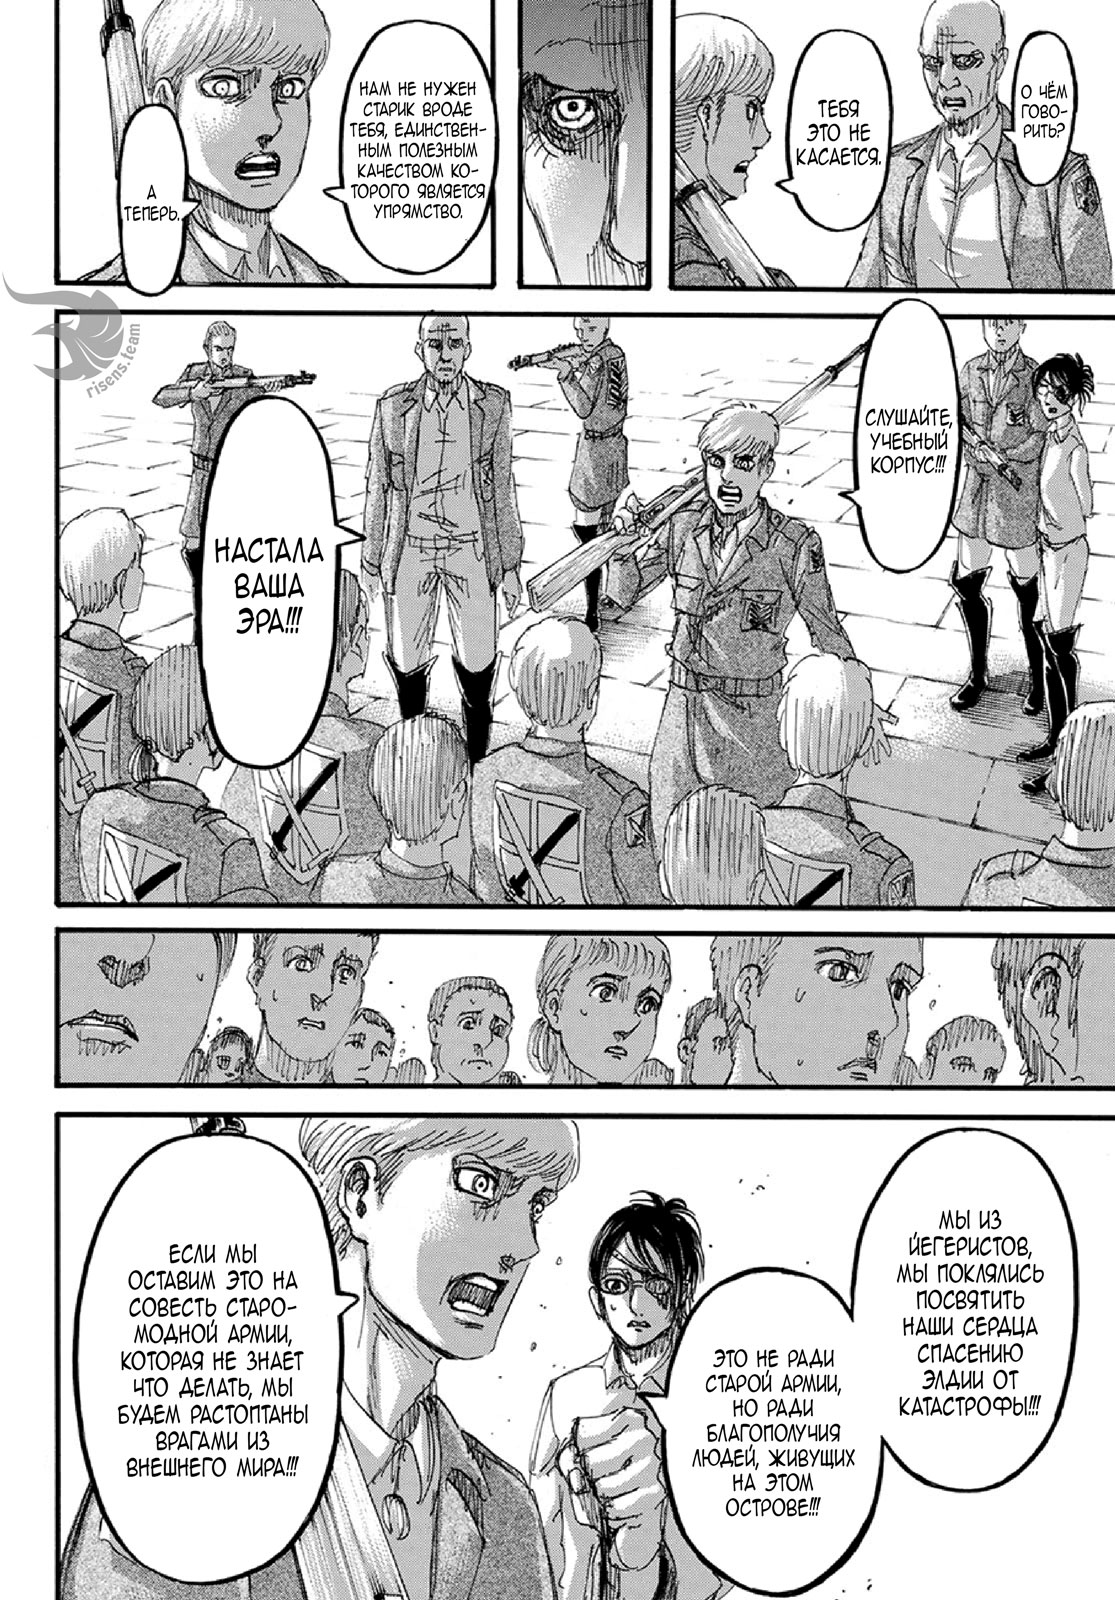 О ЧЁМ
ГОВО-
РИТЬ?
ТЕБЯ
ЭТО НЕ
КАСАЕТСЯ.
НАМ НЕ НУЖЕН
СТАРИК ВРОДЕ
ТЕБЯ, ЕДИНСТВЕН-
НЫМ ПОЛЕЗНЫМ
КАЧЕСТВОМ КО-
ТОРОГО ЯВЛЯЕТСЯ
УПРЯМСТВО.
А
ТЕПЕРЬ.
risens.team
СЛУШАЙТЕ,
УЧЕБНЫЙ
КОРПУС!!!
НАСТАЛА
ВАША
ЭРА!!!
МЫ ИЗ
ЙЕГЕРИСТОВ,
МЫ ПОКЛЯЛИСЬ
ПОСВЯТИТЬ
НАШИ СЕРДЦА
СПАСЕНИЮ
ЭЛДИИ ОТ
КАТАСТРОФЫ!!!
ЭТО НЕ РАДИ
СТАРОЙ АРМИИ,
НО РАДИ
БЛАГОПОЛУЧИЯ
ЛЮДЕЙ, ЖИВУЩИХ
НА ЭТОМ
ОСТРОВЕ!!!
ЕСЛИ МЫ
ОСТАВИМ ЭТО НА
СОВЕСТЬ СТАРО-
МОДНОЙ АРМИИ,
КОТОРАЯ НЕ ЗНАЕТ
ЧТО ДЕЛАТЬ, МЫ
БУДЕМ РАСТОПТАНЫ
ВРАГАМИ ИЗ
ВНЕШНЕГО МИРА!!!